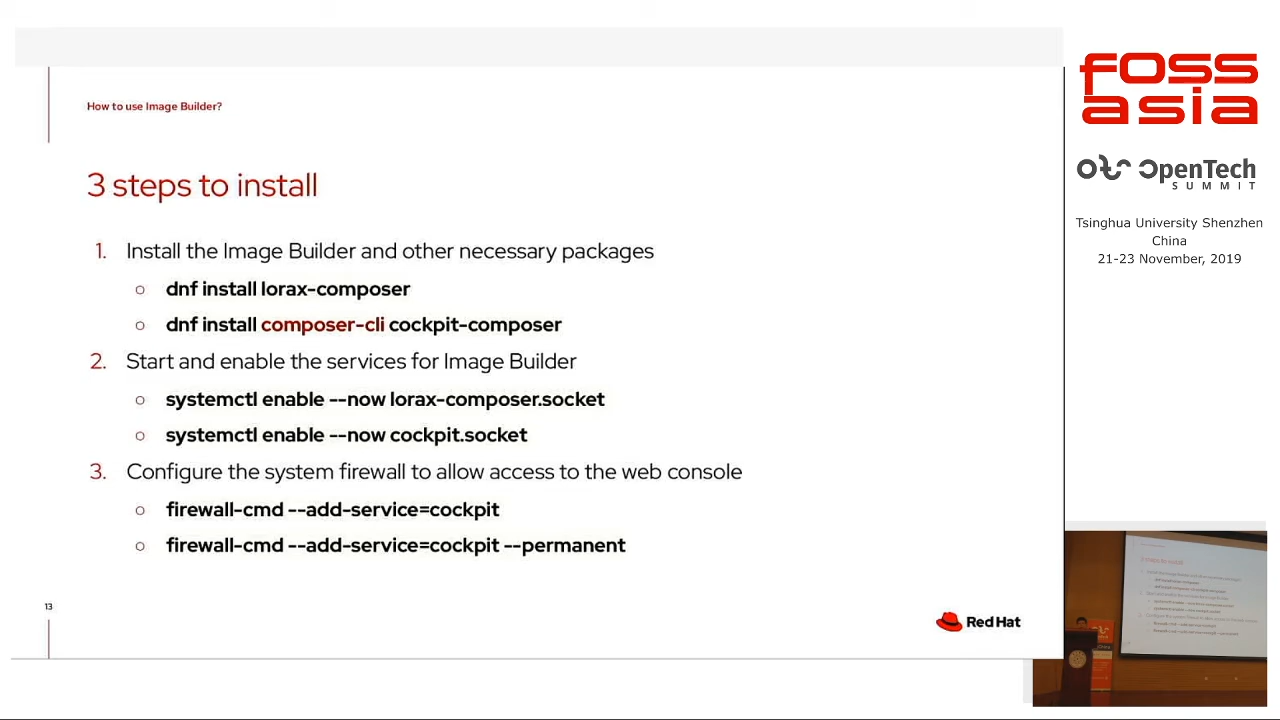 How to use Image Builder?
3 steps to install
1. Install the Image Builder and other necessary packages
○ dnf install lorax-composer
○ dnf install composer-cli cockpit-composer
2. Start and enable the services for Image Builder
○ systemctl enable --now lorax-composer.socket
○ systemctl enable --now cockpit.socket
3. Configure the system firewall to allow access to the web console
○ firewall-cmd --add-service=cockpit
○ firewall-cmd --add-service=cockpit --permanent
13
Red Hat
foss
asia
OpenTech
SUMMIT
Tsinghua University Shenzhen
China
21-23 November, 2019
3 steps to install